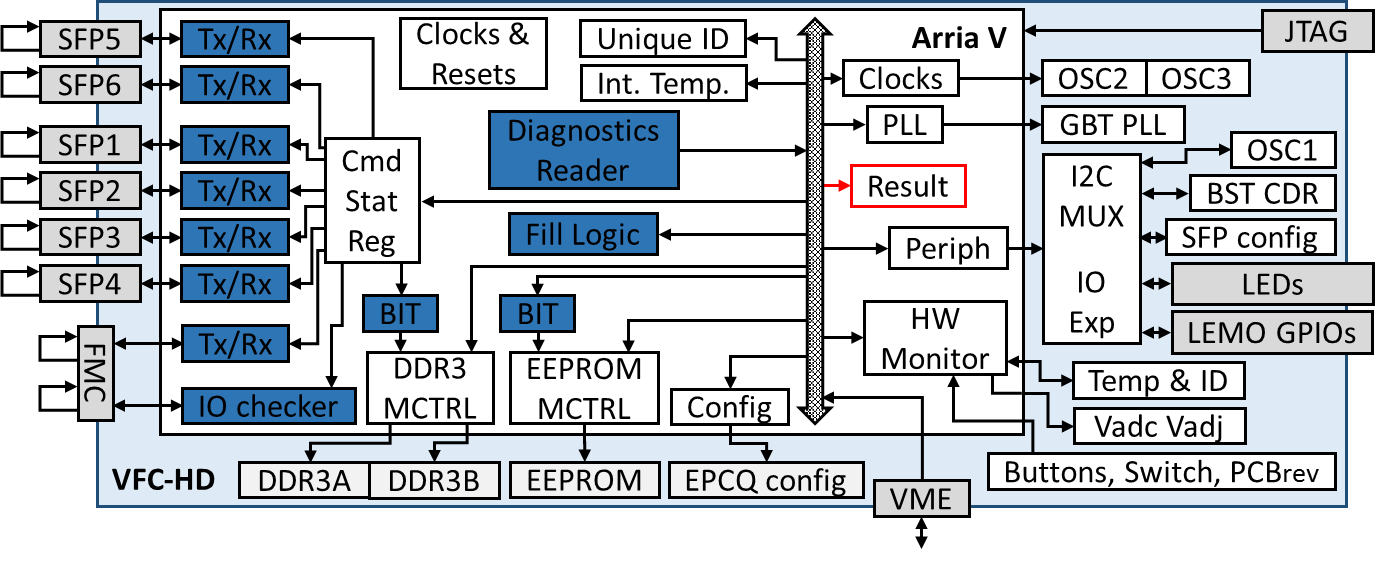 SFP5
Tx/Rx
Clocks &
Resets
Unique ID
Arria V
JTAG
SFP6
Tx/Rx
Int. Temp.
Clocks
OSC2
OSC3
SFP1
Tx/Rx
Cmd
Stat
Reg
Diagnostics
Reader
PLL
GBT PLL
SFP2
Tx/Rx
Result
I2C
MUX
IO
Exp
OSC1
BST CDR
SFP3
Tx/Rx
Fill Logic
Periph
SFP config
SFP4
Tx/Rx
LEDs
BIT
BIT
HW
Monitor
LEMO GPIOs
FMC
Tx/Rx
DDR3
MCTRL
EEPROM
MCTRL
Temp & ID
IO checker
Config
Vadc Vadj
VFC-HD
DDR3A
DDR3B
EEPROM
EPCQ config
Buttons, Switch, PCBrev
VME